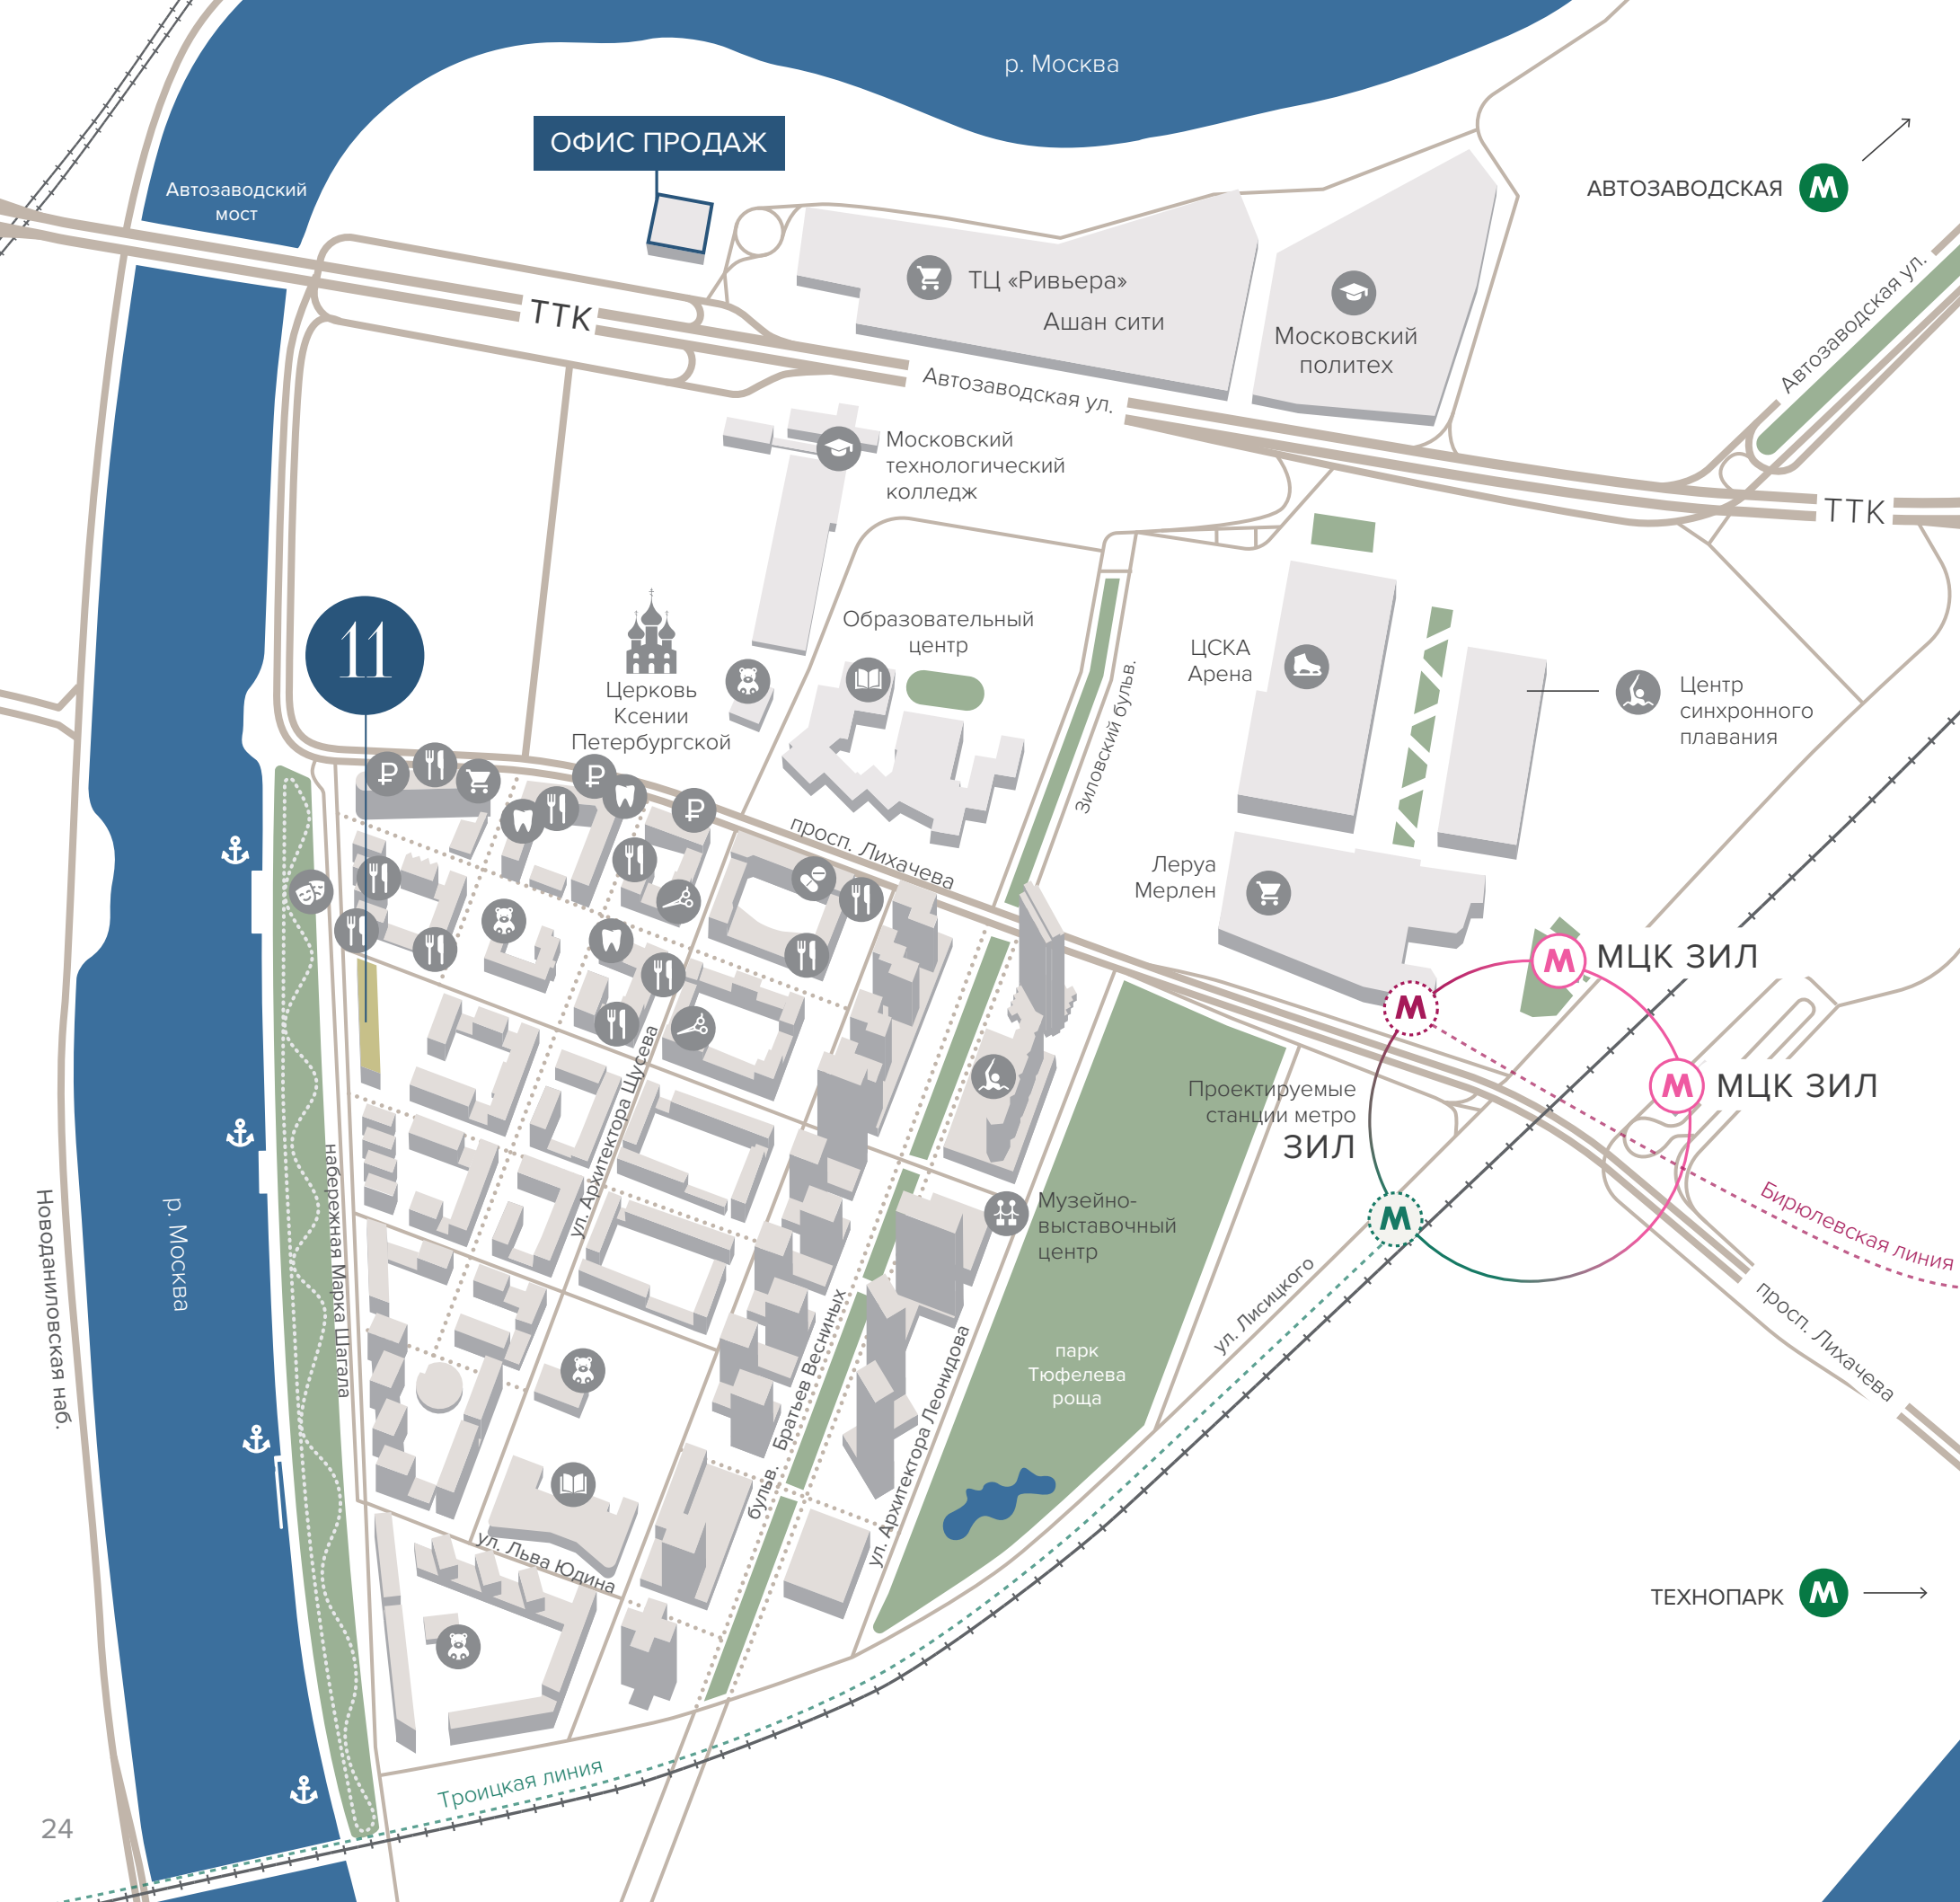 р. Москва
ОФИС ПРОДАЖ
Автозаводский
мост
АВТОЗАВОДСКАЯ
М
Автозаводская ул.
ТЦ «Ривьера»
Ашан сити
Московский
политех
ТТК
Автозаводская ул.
ТТК
Московский
технологический
колледж
11
Церковь
Ксении
Петербургской
Образовательный
центр
Зиловский бульв.
ЦСКА
Арена
Центр
синхронного
плавания
₽
₽
₽
просп. Лихачева
Леруа
Мерлен
М
МЦК ЗИЛ
М
М
МЦК ЗИЛ
Проектируемые
станции метро
ЗИЛ
М
Бирюлевская линия
просп. Лихачева
ул. Архитектора Щусева
Музейно-
выставочный
центр
Новоданиловская наб.
р. Москва
набережная Марка Шагала
бульв. Братьев Весниных
ул. Архитектора Леонидова
ул. Лисицкого
парк
Тюфелева
роща
ул. Льва Юдина
ТЕХНОПАРК
М
Троицкая линия
24